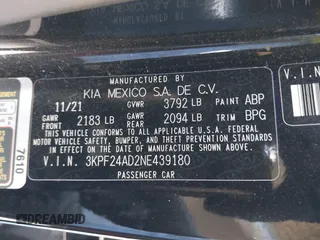 MANUFACTURED BY
KIA MEXICO S.A. DE C.V.
11/21 GVWR 3792 LB PAINT ABP
GAWR FRONT 2183 LB GAWR REAR 2094 LB TRIM BPG
THIS VEHICLE CONFORMS TO ALL APPLICABLE U.S. FEDERAL MOTOR VEHICLE
SAFETY, BUMPER, AND THEFT PREVENTION STANDARDS IN EFFECT
ON THE DATE OF MANUFACTURE SHOWN ABOVE.
V.I.N. 3KPF24AD2NE439180
PASSENGER CAR
7610
V.I.N.